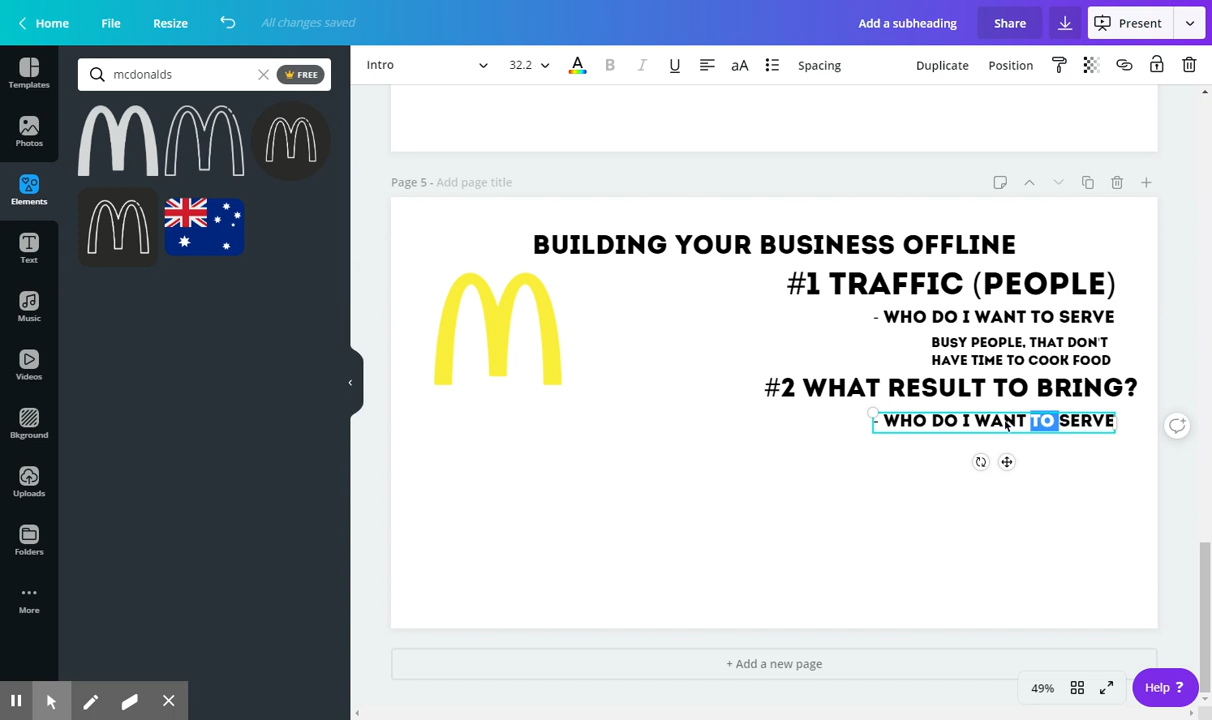 Home File Resize All changes saved Add a subheading Share Present
mcdonalds FREE Intro 32.2 A B I U aA Spacing Duplicate Position
Templates
Photos
Elements
Text
Music
Videos
Bkground
Uploads
Folders
More
Page 5 - Add page title
BUILDING YOUR BUSINESS OFFLINE
#1 TRAFFIC (PEOPLE)
- WHO DO I WANT TO SERVE
BUSY PEOPLE, THAT DON'T
HAVE TIME TO COOK FOOD
#2 WHAT RESULT TO BRING?
- WHO DO I WANT TO SERVE
+ Add a new page
49% Help ?